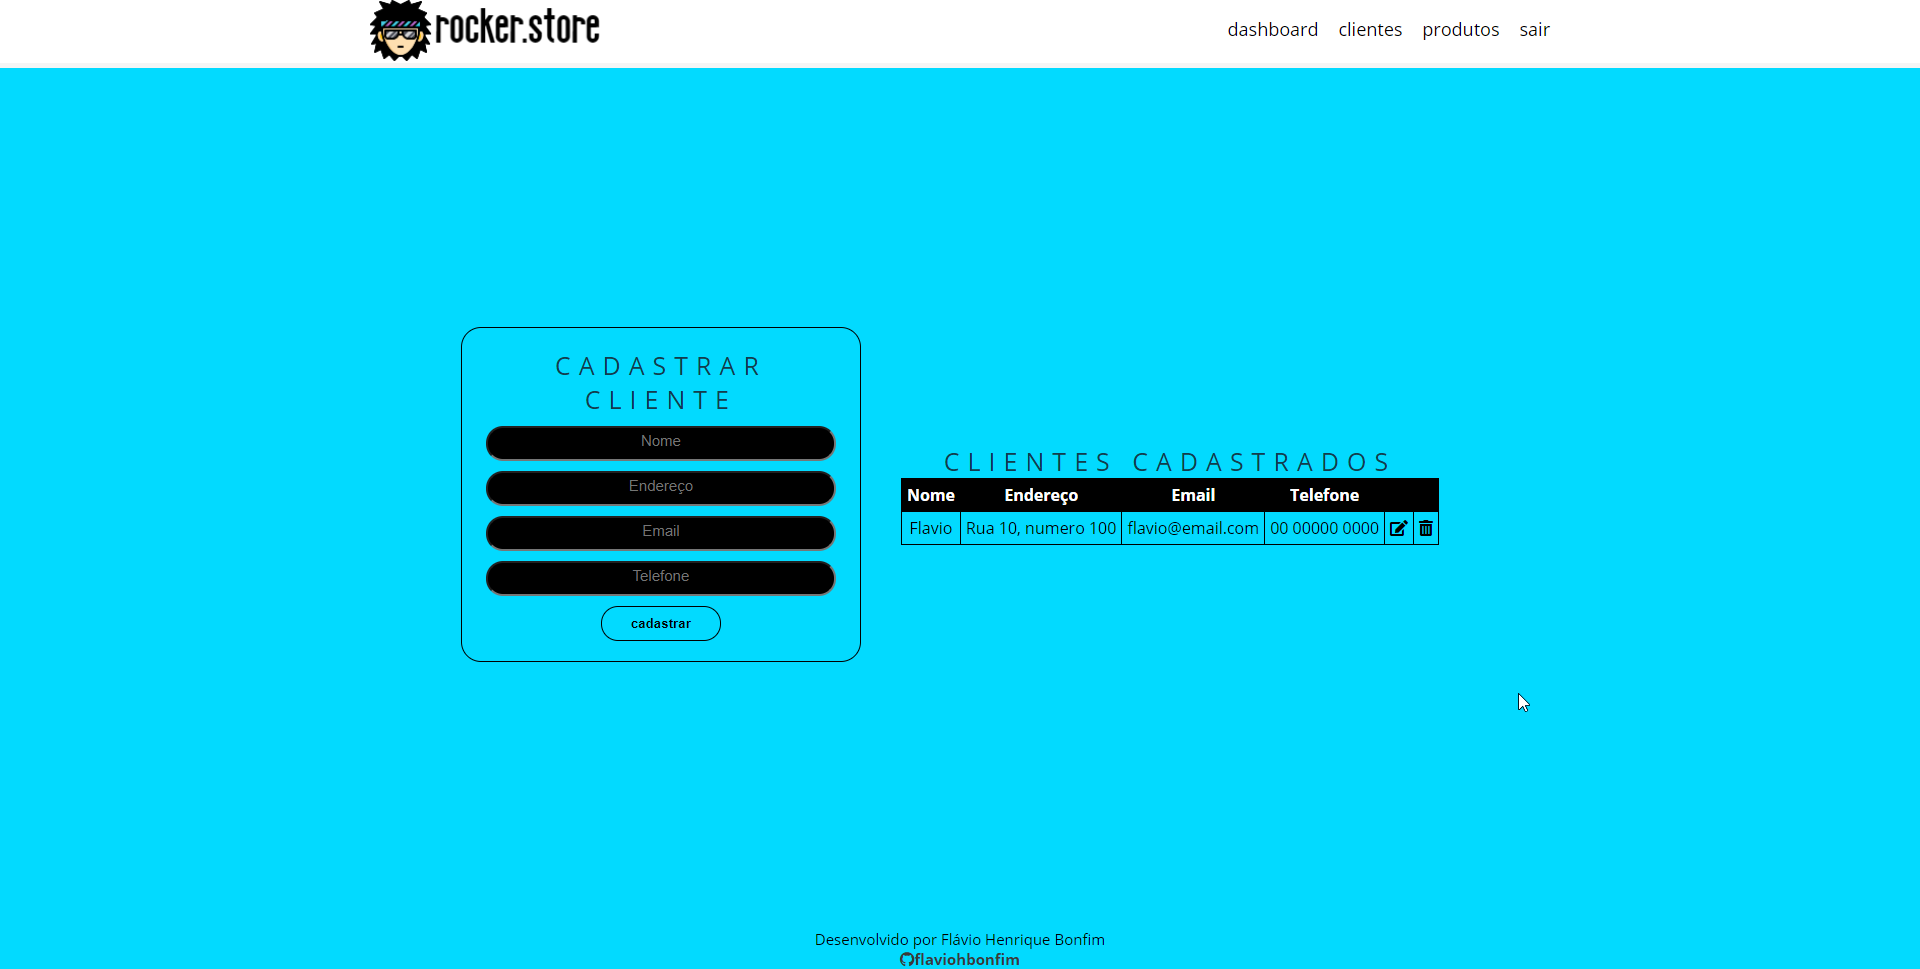 rocker.store
dashboard clientes produtos sair
CADASTRAR
CLIENTE
Nome
Endereço
Email
Telefone
cadastrar
CLIENTES CADASTRADOS
Nome Endereço Email Telefone
Flavio Rua 10, numero 100 flavio@email.com 00 00000 0000
Desenvolvido por Flávio Henrique Bonfim
flaviohbonfim